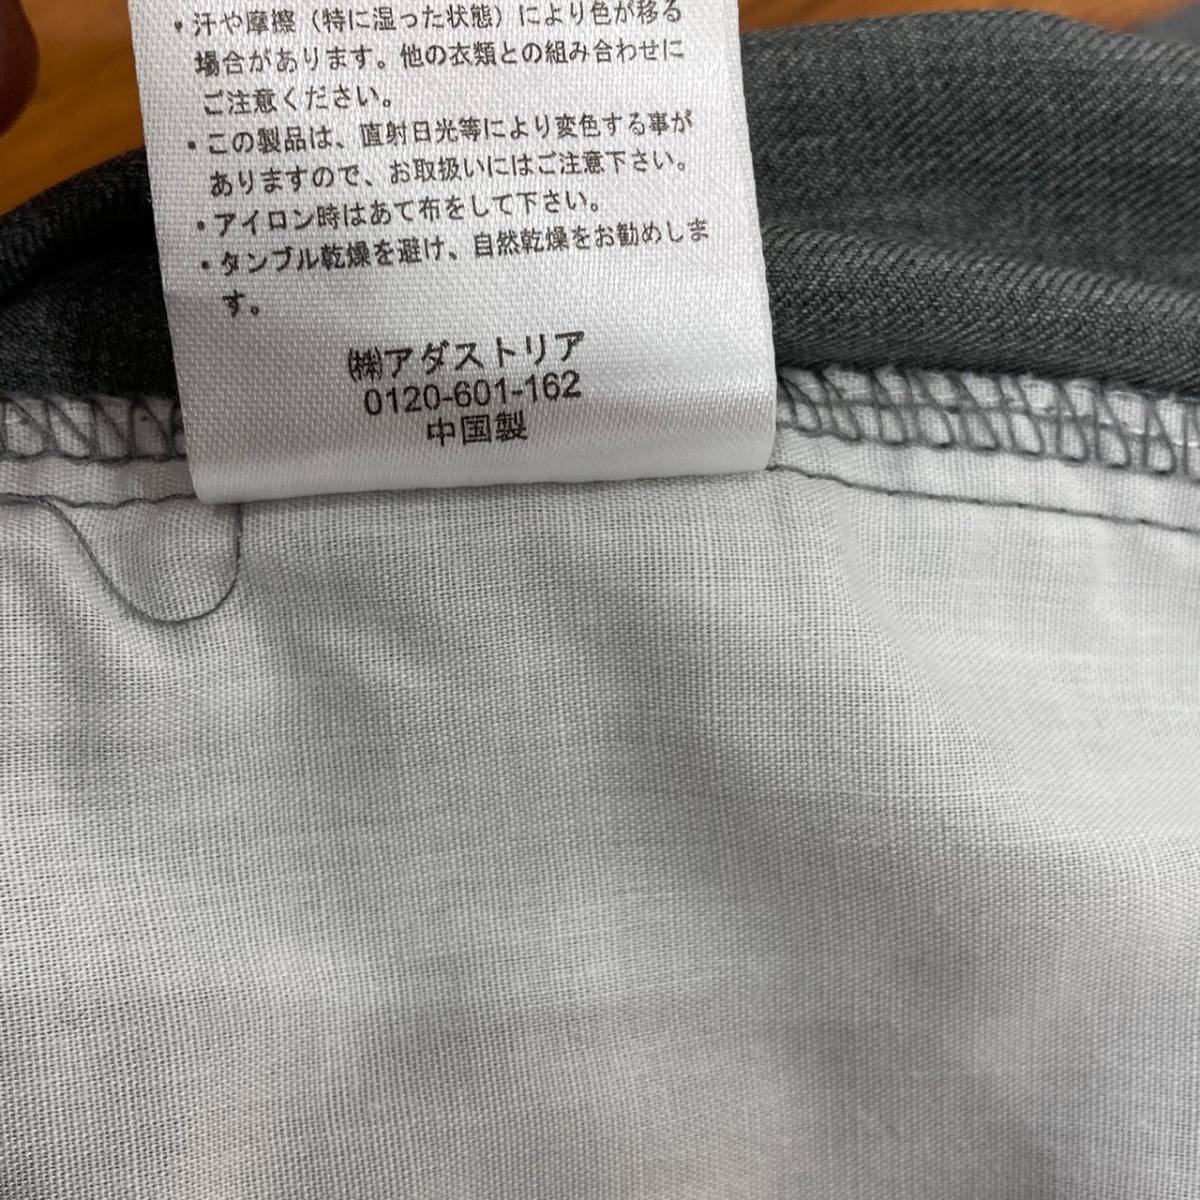 ・汗や摩擦（特に湿った状態）により色が移る
場合があります。他の衣類との組み合わせに
ご注意ください。
・この製品は、直射日光等により変色する事が
ありますので、お取扱いにはご注意下さい。
・アイロン時はあて布をして下さい。
・タンブル乾燥を避け、自然乾燥をお勧めしま
す。
㈱アダストリア
0120-601-162
中国製